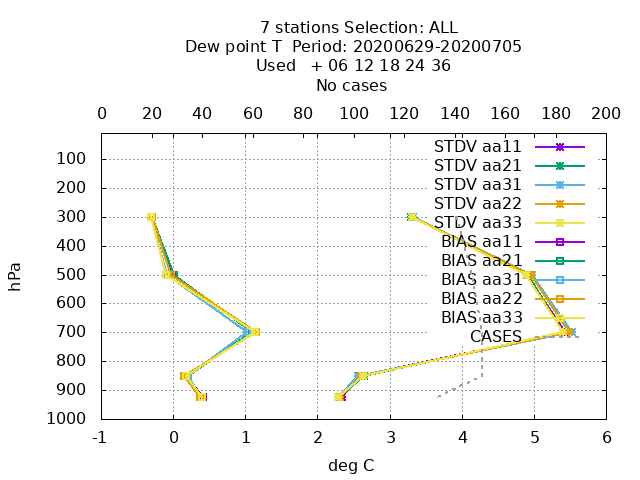 7 stations Selection: ALL
Dew point T  Period: 20200629-20200705
Used   + 06 12 18 24 36
No cases
0 20 40 60 80 100 120 140 160 180 200
STDV aa11
STDV aa21
STDV aa31
STDV aa22
STDV aa33
BIAS aa11
BIAS aa21
BIAS aa31
BIAS aa22
BIAS aa33
CASES
100
200
300
400
500
600
700
800
900
1000
hPa
-1 0 1 2 3 4 5 6
deg C